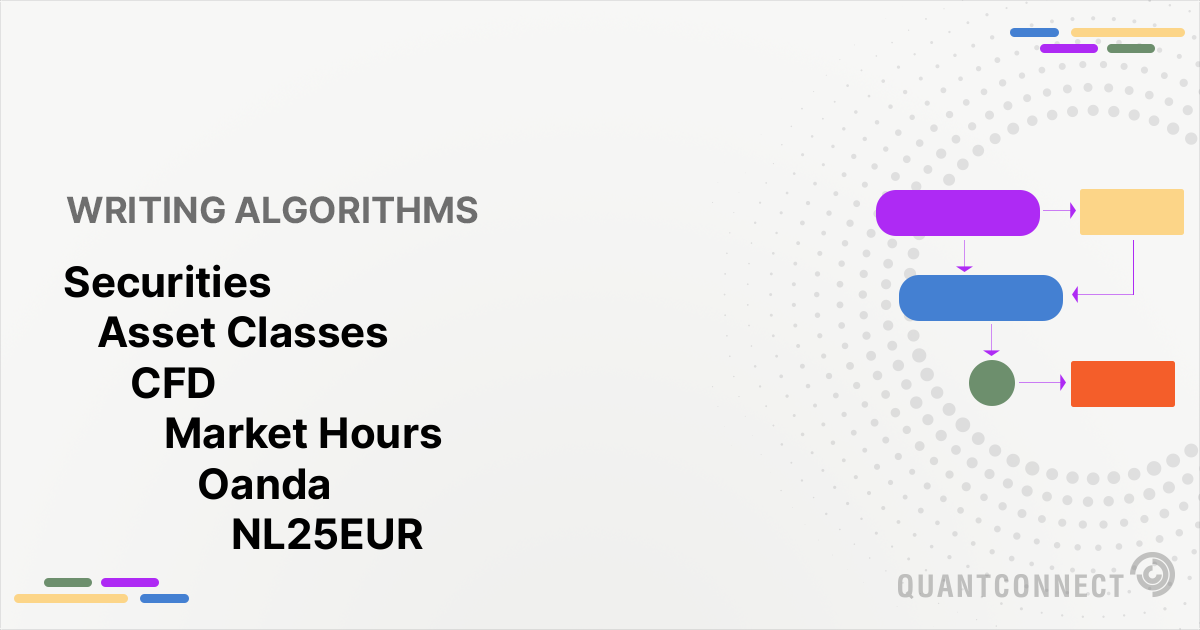 WRITING ALGORITHMS
Securities
Asset Classes
CFD
Market Hours
Oanda
NL25EUR
QUANTCONNECT